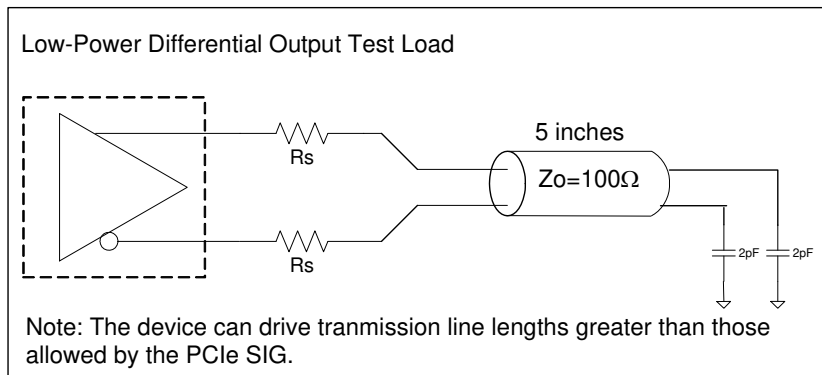 Low-Power Differential Output Test Load
Rs
5 inches
Zo=100Ω
Rs
2pF 2pF
Note: The device can drive tranmission line lengths greater than those
allowed by the PCIe SIG.